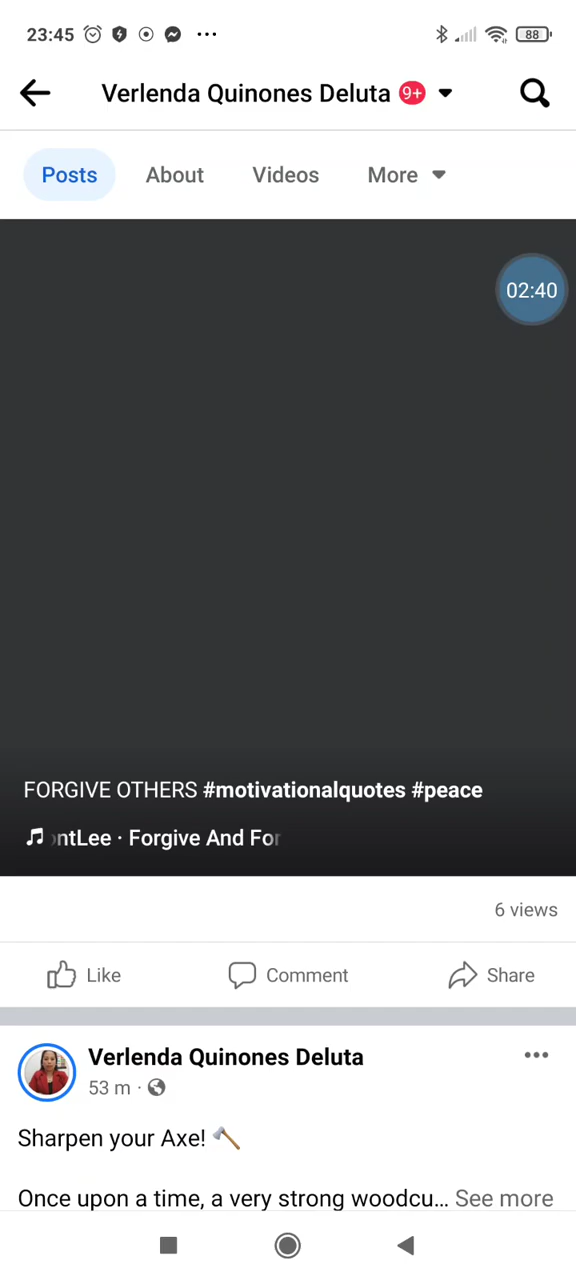 23:45
88
Verlenda Quinones Deluta 9+
Posts About Videos More
02:40
FORGIVE OTHERS #motivationalquotes #peace
ntLee · Forgive And For
6 views
Like Comment Share
Verlenda Quinones Deluta
53 m ·
Sharpen your Axe!
Once upon a time, a very strong woodcu... See more